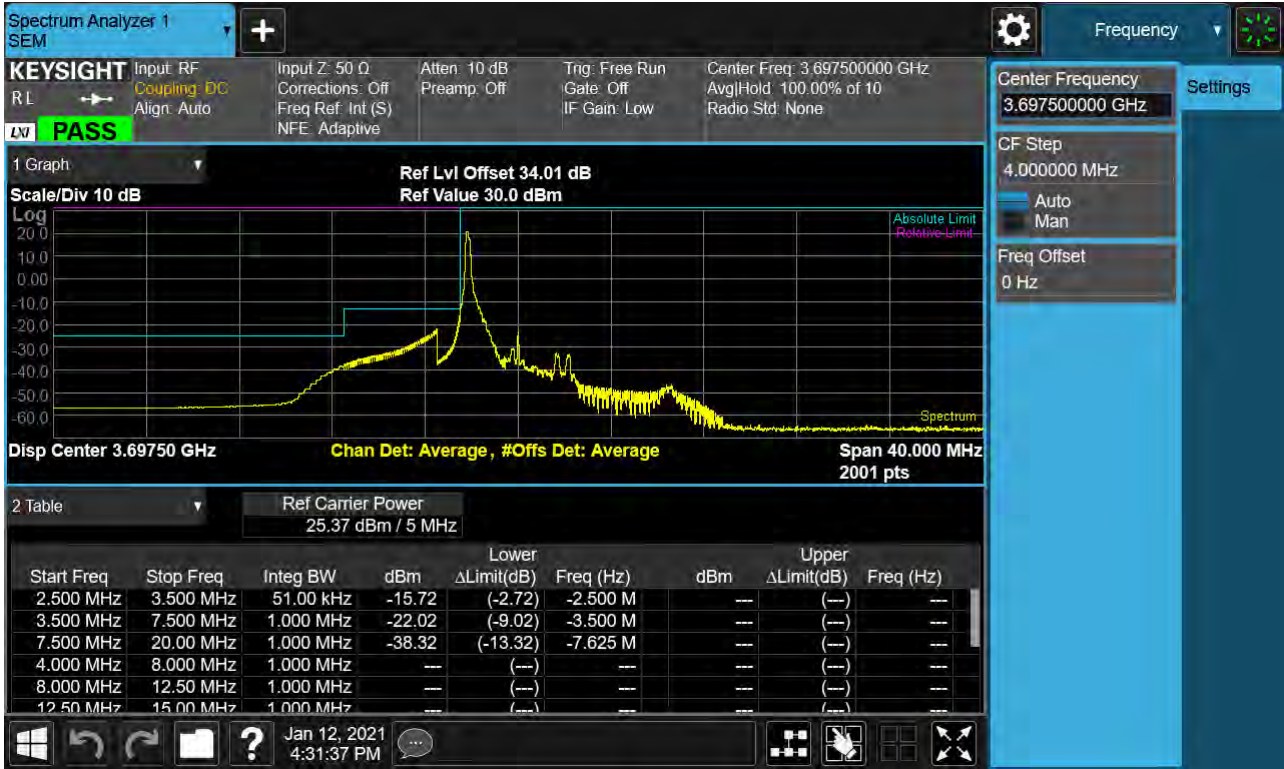 Spectrum Analyzer 1
SEM
Frequency
KEYSIGHT
R L
LXI
PASS
Input: RF
Coupling: DC
Align: Auto
Input Z: 50 Ω
Corrections: Off
Freq Ref: Int (S)
NFE: Adaptive
Atten: 10 dB
Preamp: Off
Trig: Free Run
Gate: Off
IF Gain: Low
Center Freq: 3.697500000 GHz
Avg|Hold: 100.00% of 10
Radio Std: None
Center Frequency
3.697500000 GHz
Settings
CF Step
4.000000 MHz
Auto
Man
Freq Offset
0 Hz
1 Graph
Scale/Div 10 dB
Ref Lvl Offset 34.01 dB
Ref Value 30.0 dBm
Log
20.0
10.0
0.00
-10.0
-20.0
-30.0
-40.0
-50.0
-60.0
Absolute Limit
Relative Limit
Spectrum
Disp Center 3.69750 GHz
Chan Det: Average, #Offs Det: Average
Span 40.000 MHz
2001 pts
2 Table
Ref Carrier Power
25.37 dBm / 5 MHz
Lower Upper
Start Freq Stop Freq Integ BW dBm ΔLimit(dB) Freq (Hz) dBm ΔLimit(dB) Freq (Hz)
2.500 MHz 3.500 MHz 51.00 kHz -15.72 (-2.72) -2.500 M --- (---) ---
3.500 MHz 7.500 MHz 1.000 MHz -22.02 (-9.02) -3.500 M --- (---) ---
7.500 MHz 20.00 MHz 1.000 MHz -38.32 (-13.32) -7.625 M --- (---) ---
4.000 MHz 8.000 MHz 1.000 MHz --- (---) --- --- (---) ---
8.000 MHz 12.50 MHz 1.000 MHz --- (---) --- --- (---) ---
12.50 MHz 15.00 MHz 1.000 MHz --- (---) --- --- (---) ---
?
Jan 12, 2021
4:31:37 PM